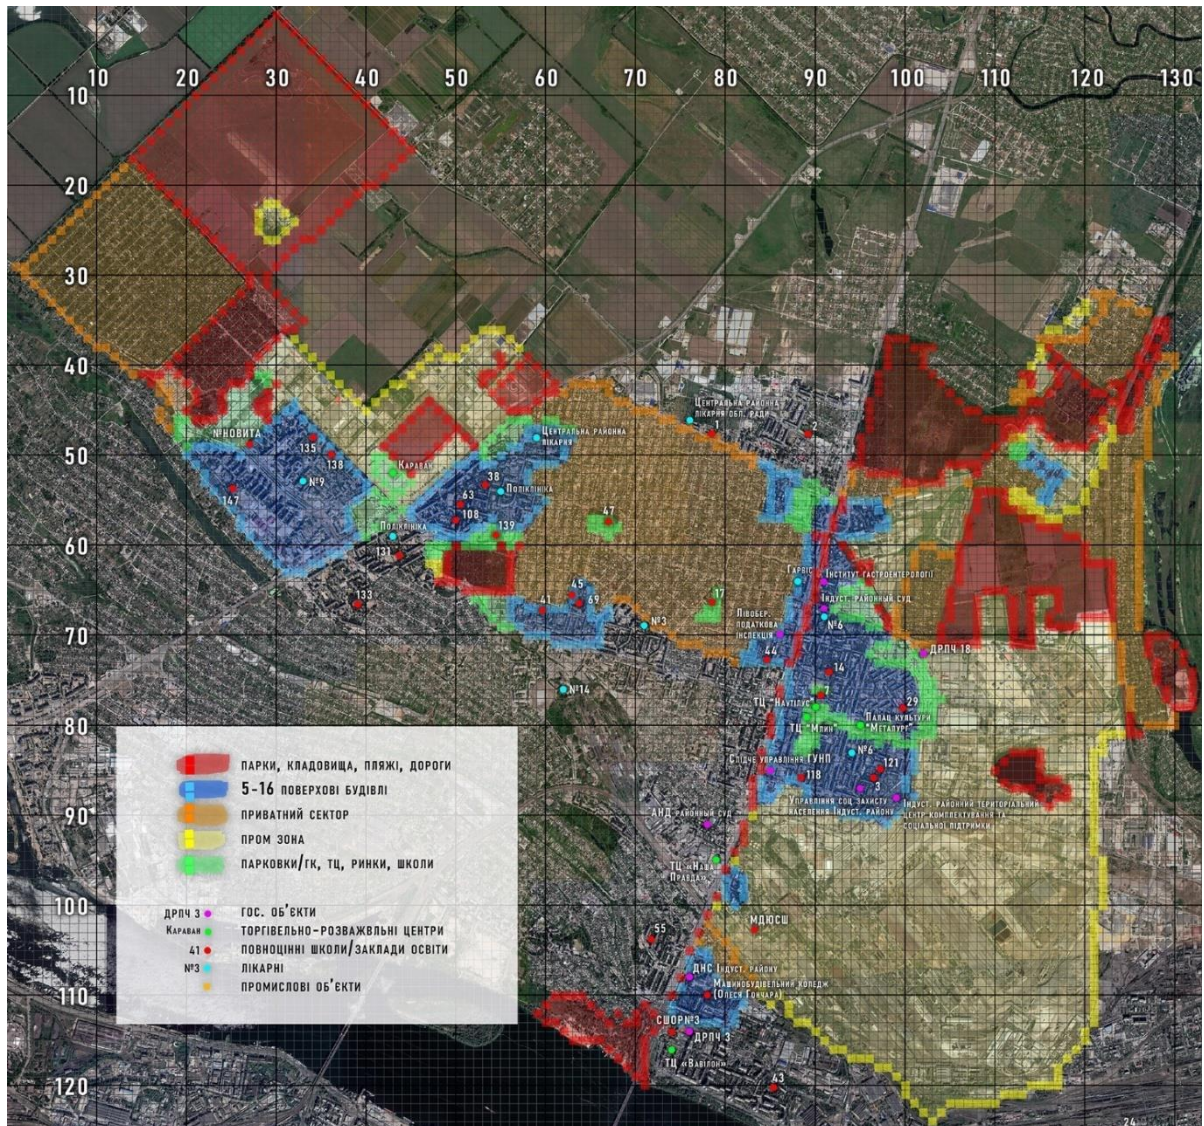 10 20 30 40 50 60 70 80 90 100 110 120 130
10
20
30
40
Центральна районна
лікарня обл. ради
1
2
№Новита
135
138
Центральна районна
лікарня
50
Караван
38
№9
Поліклініка
147
63
108
47
Поліклініка
139
60
131
Гарвіс
Інститут гастроентерології
45
Індуст. районный суд
133
41
69
17
№3
Лівобер.
податкова
інспекція
№6
70
44
ДРПЧ 18
14
№14
7
29
ТЦ "Наутілус"
Палац культури
"Металург"
80
ТЦ "Млин"
№6
Слідче управління ГУНП
121
118
3
Управління соц захисту
населення Індуст. району
Індуст. районний територіальний
центр комплектування та
соціальної підтримки
90
АНД районный суд
ТЦ «Наша
Правда»
100
МДЮСШ
55
ДНС Індуст. району
Машинобудівельний коледж
(Олеся Гончара)
110
СШОР№3
ДРПЧ 3
ТЦ «Вавілон»
120
43
24
Парки, кладовища, пляжі, дороги
5-16 поверхові будівлі
Приватний сектор
Пром зона
Парковки/ГК, ТЦ, ринки, школи
ДРПЧ 3 Гос. об'єкти
Караван Торгівельно-розважвльні центри
41 Повноцінні школи/заклади освіти
№3 Лікарні
Промислові об'єкти